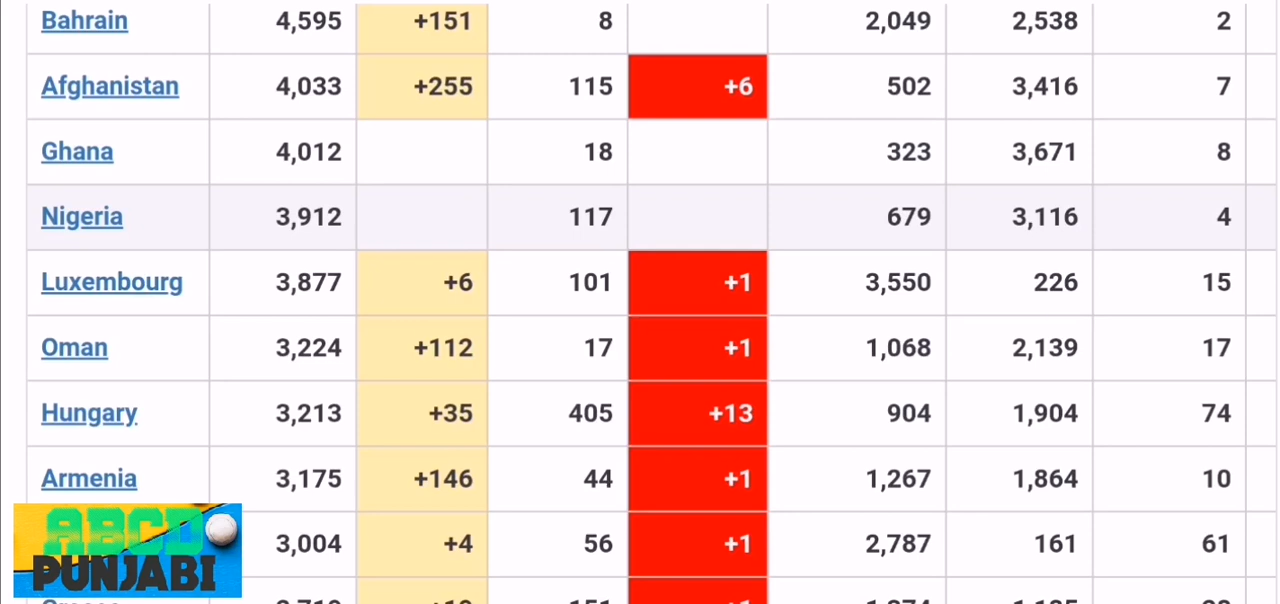 Bahrain 4,595 +151 8 2,049 2,538 2
Afghanistan 4,033 +255 115 +6 502 3,416 7
Ghana 4,012 18 323 3,671 8
Nigeria 3,912 117 679 3,116 4
Luxembourg 3,877 +6 101 +1 3,550 226 15
Oman 3,224 +112 17 +1 1,068 2,139 17
Hungary 3,213 +35 405 +13 904 1,904 74
Armenia 3,175 +146 44 +1 1,267 1,864 10
3,004 +4 56 +1 2,787 161 61
ABCD
PUNJABI